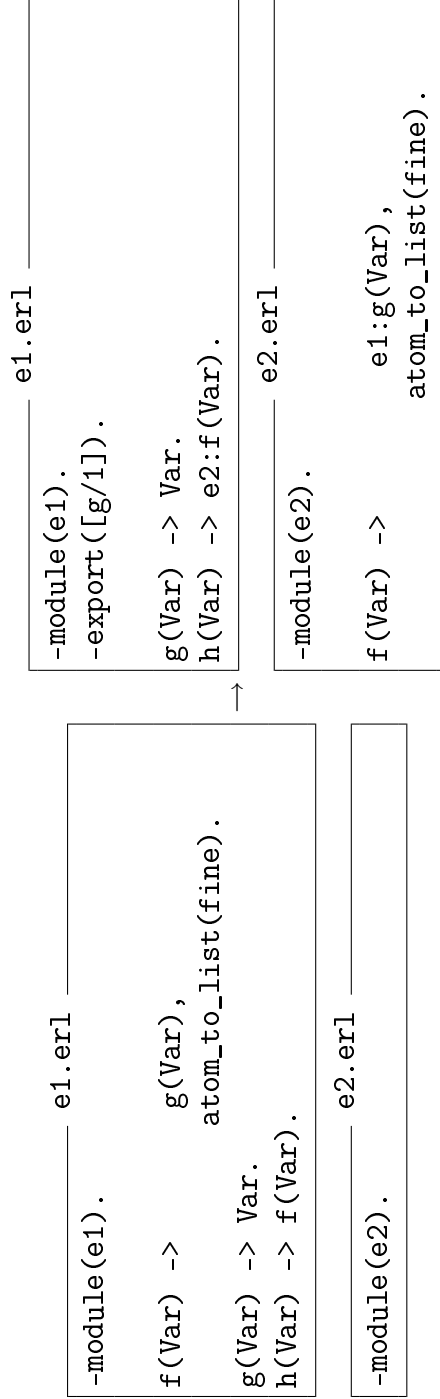 e1.erl
-module(e1).
f(Var) ->
g(Var),
atom_to_list(fine).
g(Var) -> Var.
h(Var) -> f(Var).
e2.erl
-module(e2).
→
e1.erl
-module(e1).
-export([g/1]).
g(Var) -> Var.
h(Var) -> e2:f(Var).
e2.erl
-module(e2).
f(Var) ->
e1:g(Var),
atom_to_list(fine).